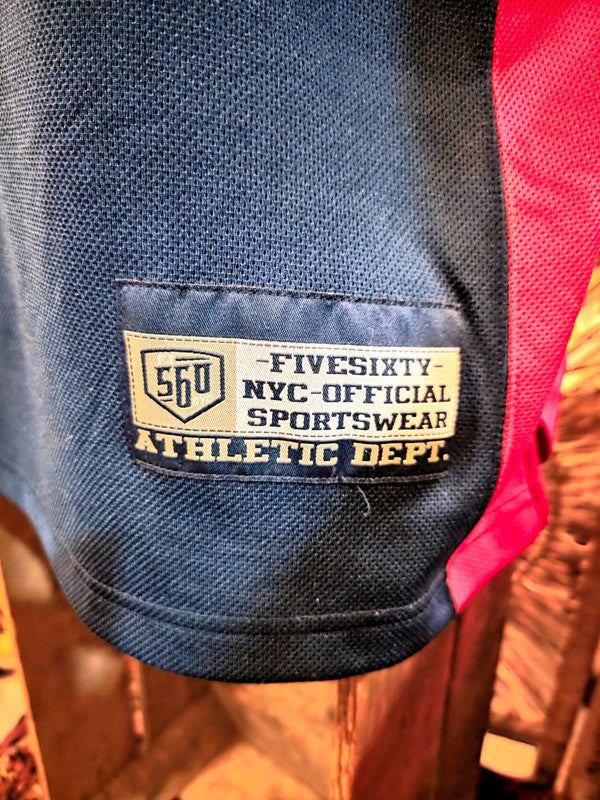 560
-FIVESIXTY-
NYC-OFFICIAL
SPORTSWEAR
ATHLETIC DEPT.